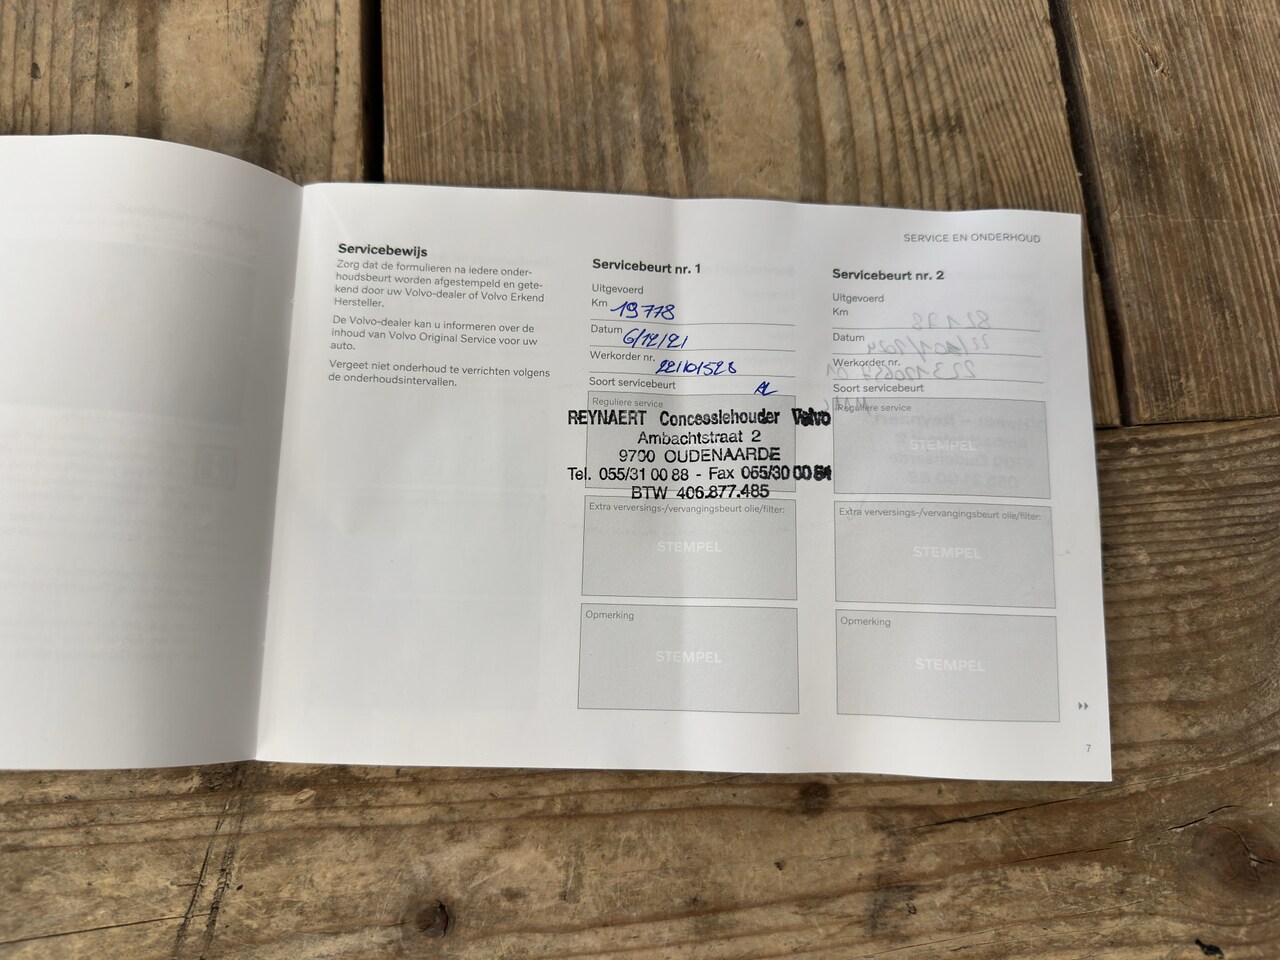 Servicebewijs
Zorg dat de formulieren na iedere onder-
houdsbeurt worden afgestempeld en gete-
kend door uw Volvo-dealer of Volvo Erkend
Hersteller.
De Volvo-dealer kan u informeren over de
inhoud van Volvo Original Service voor uw
auto.
Vergeet niet onderhoud te verrichten volgens
de onderhoudsintervallen.
SERVICE EN ONDERHOUD
Servicebeurt nr. 1
Uitgevoerd
Km 19778
Datum 6/12/21
Werkorder nr.
Soort servicebeurt
Reguliere service
REYNAERT Concessiehouder Volvo
Ambachtstraat 2
9700 OUDENAARDE
Tel. 055/31 00 88 - Fax 055/30 00
BTW 406.877.485
Extra verversings-/vervangingsbeurt olie/filter:
STEMPEL
Opmerking
STEMPEL
Servicebeurt nr. 2
Uitgevoerd
Km
Datum
Werkorder nr.
Soort servicebeurt
Reguliere service
STEMPEL
Extra verversings-/vervangingsbeurt olie/filter:
STEMPEL
Opmerking
STEMPEL
7